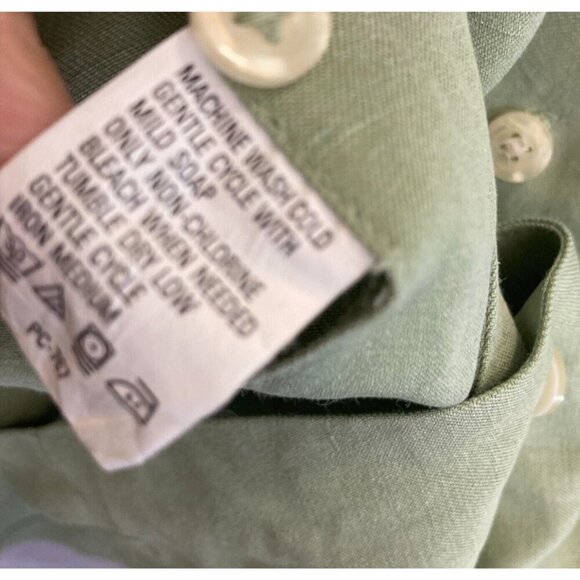 MACHINE WASH COLD
GENTLE CYCLE WITH
MILD SOAP
ONLY NON-CHLORINE
BLEACH WHEN NEEDED
TUMBLE DRY LOW
GENTLE CYCLE
IRON MEDIUM
PC-767